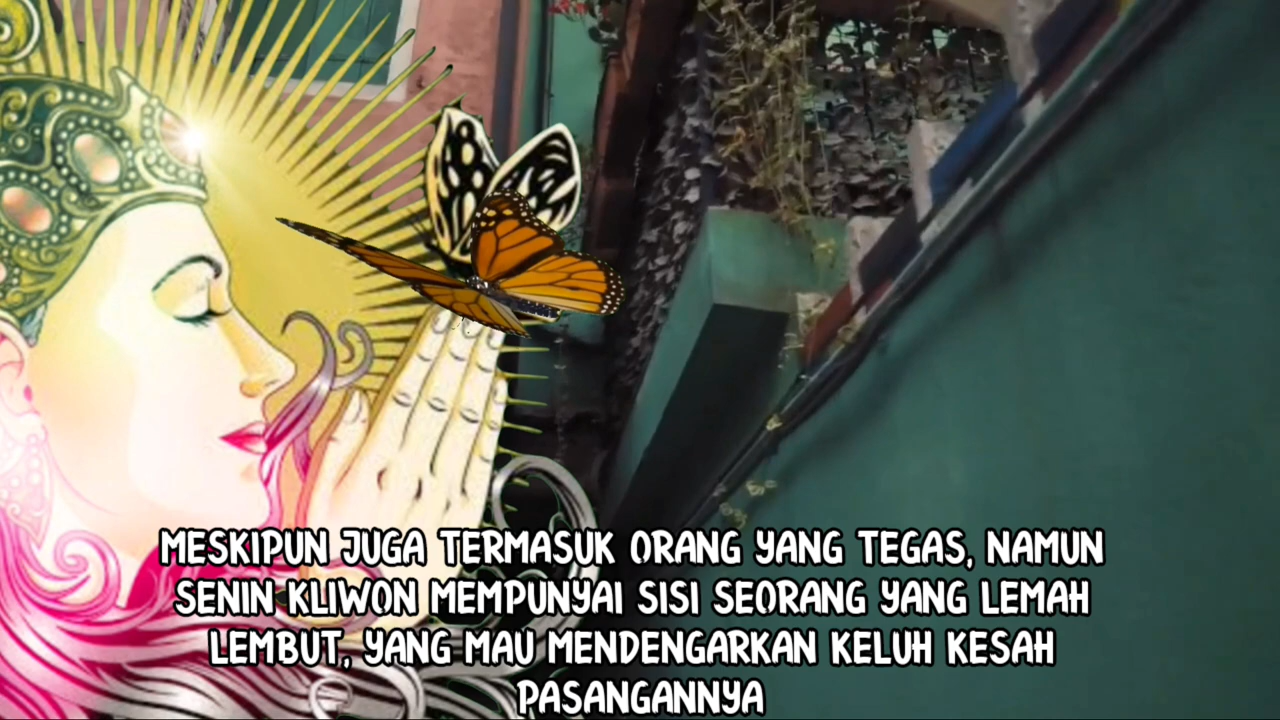 MESKIPUN JUGA TERMASUK ORANG YANG TEGAS, NAMUN
SENIN KLIWON MEMPUNYAI SISI SEORANG YANG LEMAH
LEMBUT, YANG MAU MENDENGARKAN KELUH KESAH
PASANGANNYA